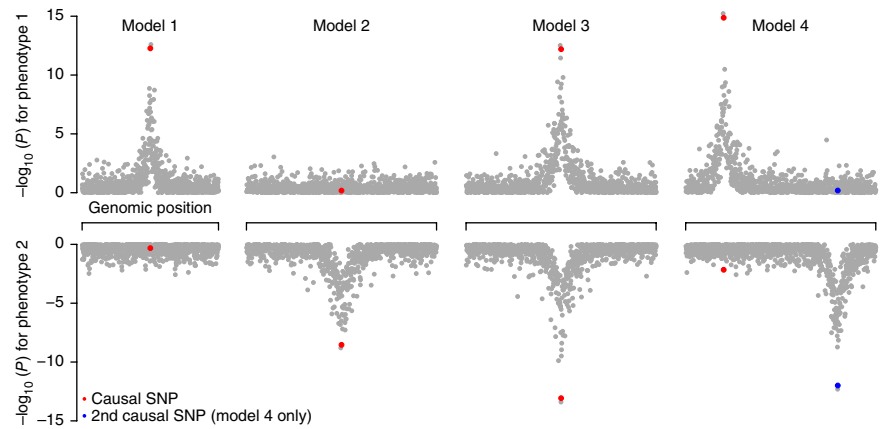 Model 1
Model 2
Model 3
Model 4
−log10 (P) for phenotype 1
15
10
5
0
Genomic position
−log10 (P) for phenotype 2
0
−5
−10
−15
Causal SNP
2nd causal SNP (model 4 only)